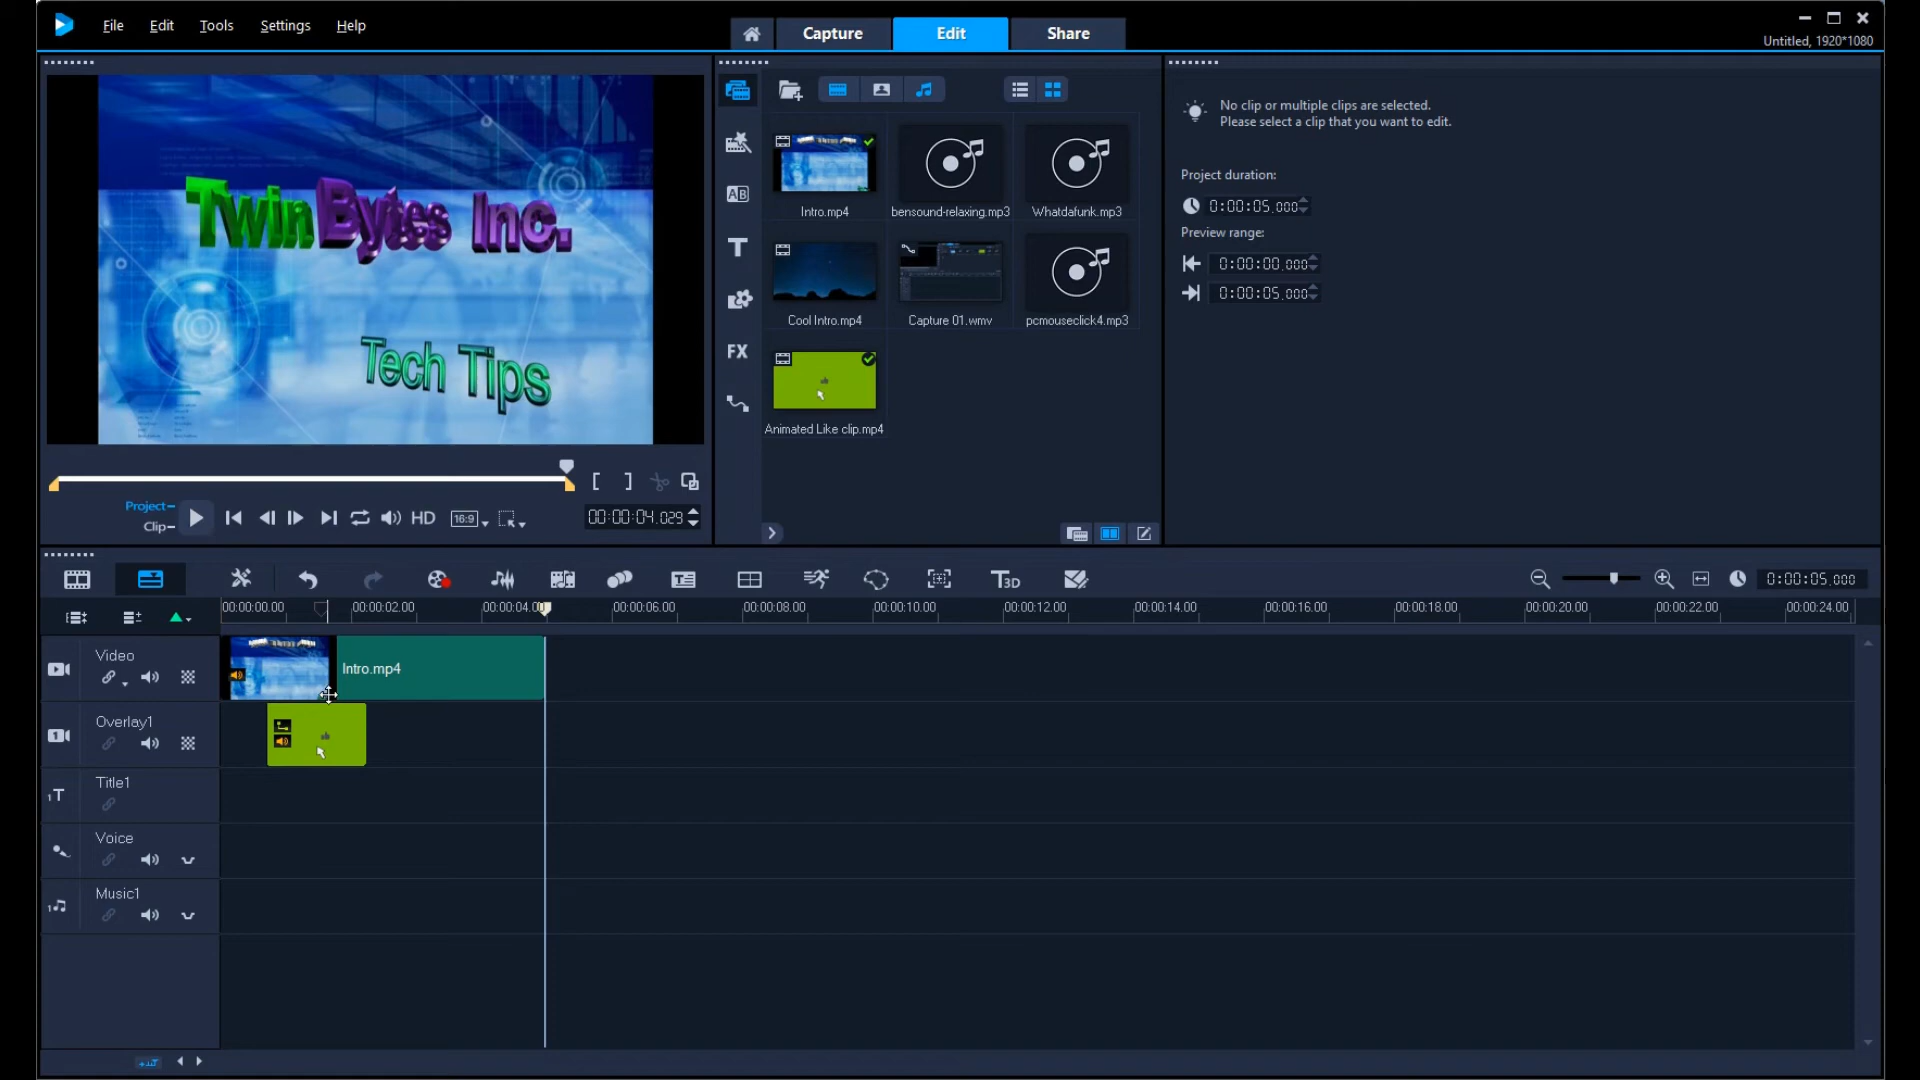 File Edit Tools Settings Help
Capture Edit Share
Untitled, 1920*1080
Twin Bytes Inc.
Tech Tips
Intro.mp4 bensound-relaxing.mp3 Whatdafunk.mp3
Cool Intro.mp4 Capture 01.wmv pcmouseclick4.mp3
Animated Like clip.mp4
AB
T
FX
No clip or multiple clips are selected.
Please select a clip that you want to edit.
Project duration:
0:00:05.000
Preview range:
0:00:00.000
0:00:05.000
Project
Clip
HD 16:9 00:00:04.029
T3D 0:00:05.000
00:00:00.00 00:00:02.00 00:00:04.00 00:00:06.00 00:00:08.00 00:00:10.00 00:00:12.00 00:00:14.00 00:00:16.00 00:00:18.00 00:00:20.00 00:00:22.00 00:00:24.00
Video
Intro.mp4
Overlay1
Title1
Voice
Music1